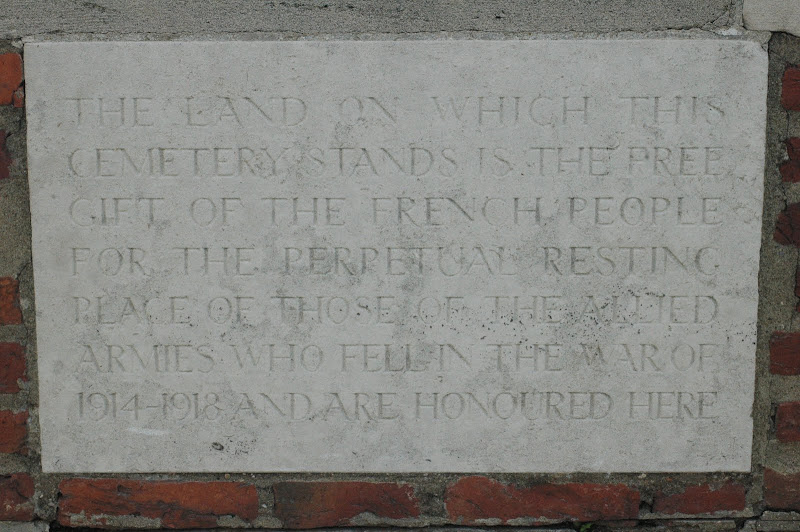 THE LAND ON WHICH THIS
CEMETERY STANDS IS THE FREE
GIFT OF THE FRENCH PEOPLE
FOR THE PERPETUAL RESTING
PLACE OF THOSE OF THE ALLIED
ARMIES WHO FELL IN THE WAR OF
1914-1918 AND ARE HONOURED HERE